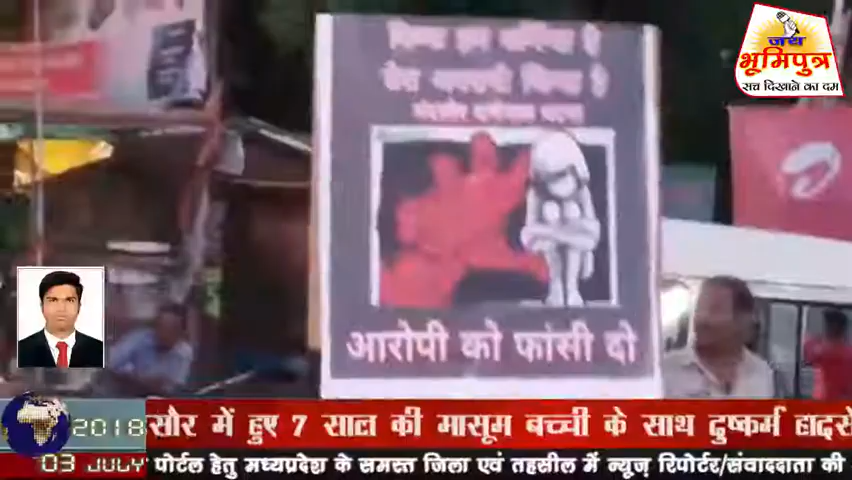 जय
भूमिपुत्र
सच दिखाने का दम
airtel
आरोपी को फांसी दो
2018
सौर में हुए 7 साल की मासूम बच्ची के साथ दुष्कर्म हादसे
03 JULY
पोर्टल हेतु मध्यप्रदेश के समस्त जिला एवं तहसील में न्यूज़ रिपोर्टर/संवाददाता की